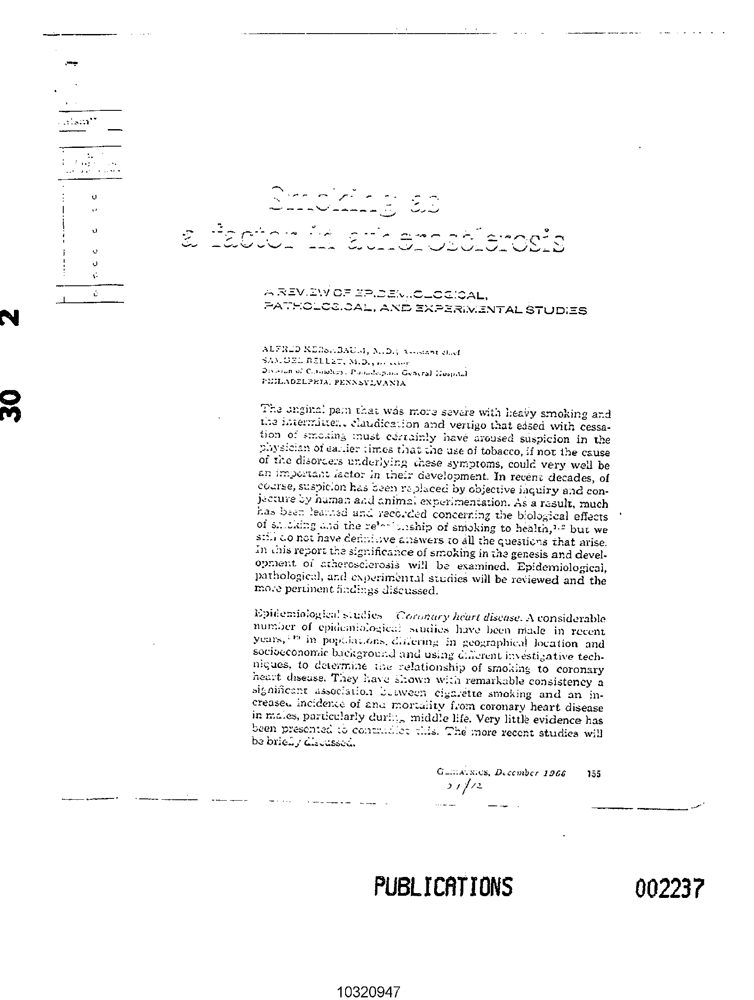 Smoking as
a factor in atherosclerosis
A REVIEW OF EPIDEMIOLOGICAL,
PATHOLOGICAL, AND EXPERIMENTAL STUDIES
ALFRED KERSHBAUM, M.D., Assistant chief
SAMUEL BELLET, M.D., Director
Division of Cardiology, Philadelphia General Hospital
PHILADELPHIA, PENNSYLVANIA
The anginal pain that was more severe with heavy smoking and
the intermittent claudication and vertigo that eased with cessa-
tion of smoking must certainly have aroused suspicion in the
physician of earlier times that the use of tobacco, if not the cause
of the disorders underlying these symptoms, could very well be
an important factor in their development. In recent decades, of
course, suspicion has been replaced by objective inquiry and con-
jecture by human and animal experimentation. As a result, much
has been learned and recorded concerning the biological effects
of smoking and the relationship of smoking to health, but we
still do not have definitive answers to all the questions that arise.
In this report the significance of smoking in the genesis and devel-
opment of atherosclerosis will be examined. Epidemiological,
pathological, and experimental studies will be reviewed and the
more pertinent findings discussed.
Epidemiological studies Coronary heart disease. A considerable
number of epidemiological studies have been made in recent
years, in populations, differing in geographical location and
socioeconomic background and using different investigative tech-
niques, to determine the relationship of smoking to coronary
heart disease. They have shown with remarkable consistency a
significant association between cigarette smoking and an in-
creased incidence of and mortality from coronary heart disease
in males, particularly during middle life. Very little evidence has
been presented to contradict this. The more recent studies will
be briefly discussed.
GERIATRICS, December 1966 155
30 2
PUBLICATIONS 002237
10320947